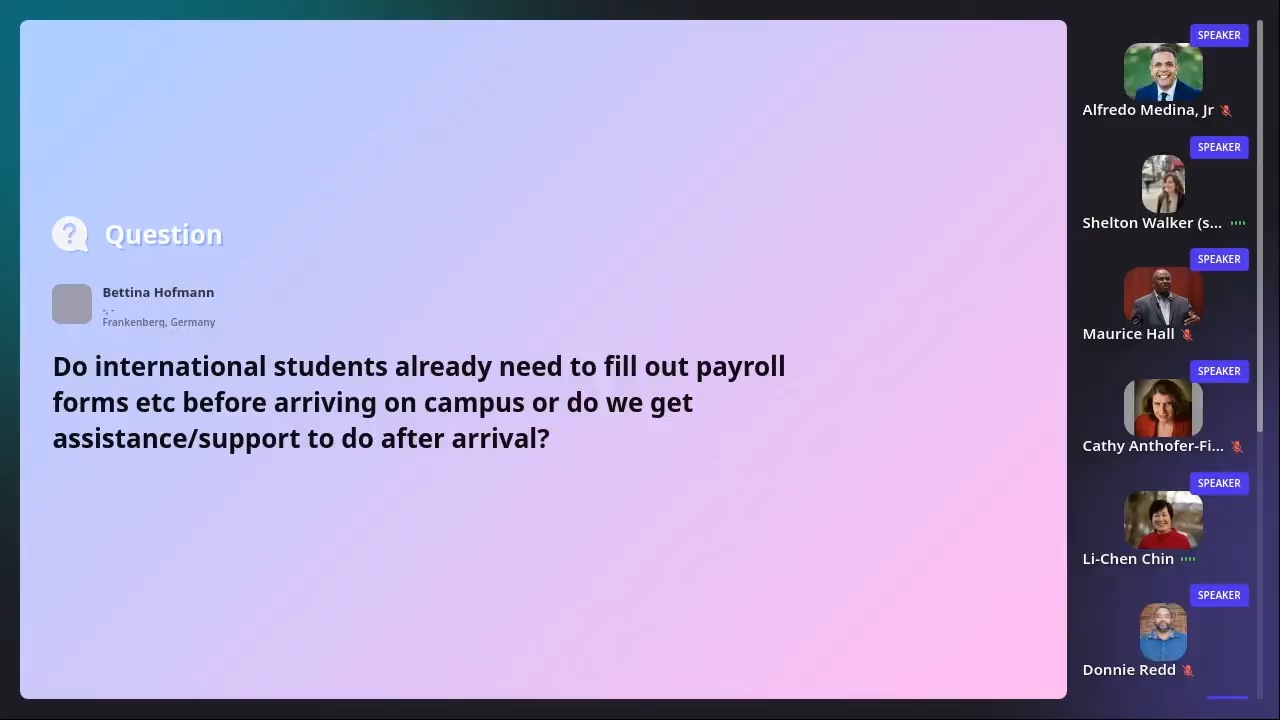 Question
Bettina Hofmann
-, -
Frankenberg, Germany
Do international students already need to fill out payroll
forms etc before arriving on campus or do we get
assistance/support to do after arrival?
SPEAKER
Alfredo Medina, Jr
SPEAKER
Shelton Walker (s...
SPEAKER
Maurice Hall
SPEAKER
Cathy Anthofer-Fi...
SPEAKER
Li-Chen Chin
SPEAKER
Donnie Redd